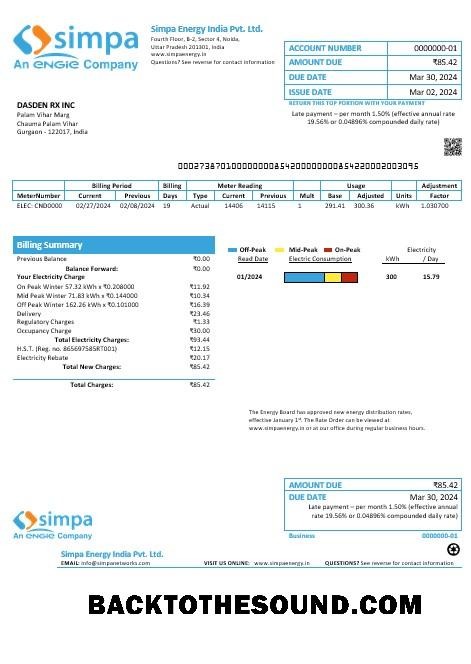 simpa
An ENGIE Company
Simpa Energy India Pvt. Ltd.
Fourth Floor, B-2, Sector 4, Noida,
Uttar Pradesh 201301, India
www.simpaenergy.in
Questions? See reverse for contact information
ACCOUNT NUMBER 0000000-01
AMOUNT DUE ₹85.42
DUE DATE Mar 30, 2024
ISSUE DATE Mar 02, 2024
RETURN THIS TOP PORTION WITH YOUR PAYMENT
Late payment – per month 1.50% (effective annual rate
19.56% or 0.04896% compounded daily rate)
DASDEN RX INC
Palam Vihar Marg
Chauma Palam Vihar
Gurgaon - 122017, India
Billing Period Billing Meter Reading Usage Adjustment
MeterNumber Current Previous Days Type Current Previous Mult Base Adjusted Units Factor
ELEC: CND0000 02/27/2024 02/08/2024 19 Actual 14406 14115 1 291.41 300.36 kWh 1.030700
Billing Summary
Previous Balance ₹0.00
Balance Forward: ₹0.00
Your Electricity Charge
On Peak Winter 57.32 kWh x ₹0.208000 ₹11.92
Mid Peak Winter 71.83 kWh x ₹0.144000 ₹10.34
Off Peak Winter 162.26 kWh x ₹0.101000 ₹16.39
Delivery ₹23.46
Regulatory Charges ₹1.33
Occupancy Charge ₹30.00
Total Electricity Charges: ₹93.44
H.S.T. (Reg. no. 865697585RT001) ₹12.15
Electricity Rebate ₹20.17
Total New Charges: ₹85.42
Total Charges: ₹85.42
Off-Peak Mid-Peak On-Peak Electricity
Read Date Electric Consumption kWh / Day
01/2024 300 15.79
The Energy Board has approved new energy distribution rates,
effective January 1st. The Rate Order can be viewed at
www.simpaenergy.in or at our office during regular business hours.
AMOUNT DUE ₹85.42
DUE DATE Mar 30, 2024
Late payment – per month 1.50% (effective annual
rate 19.56% or 0.04896% compounded daily rate)
Business 0000000-01
simpa
An ENGIE Company
Simpa Energy India Pvt. Ltd.
EMAIL: info@simpanetworks.com VISIT US ONLINE: www.simpaenergy.in QUESTIONS? See reverse for contact information
BACKTOTHESOUND.COM